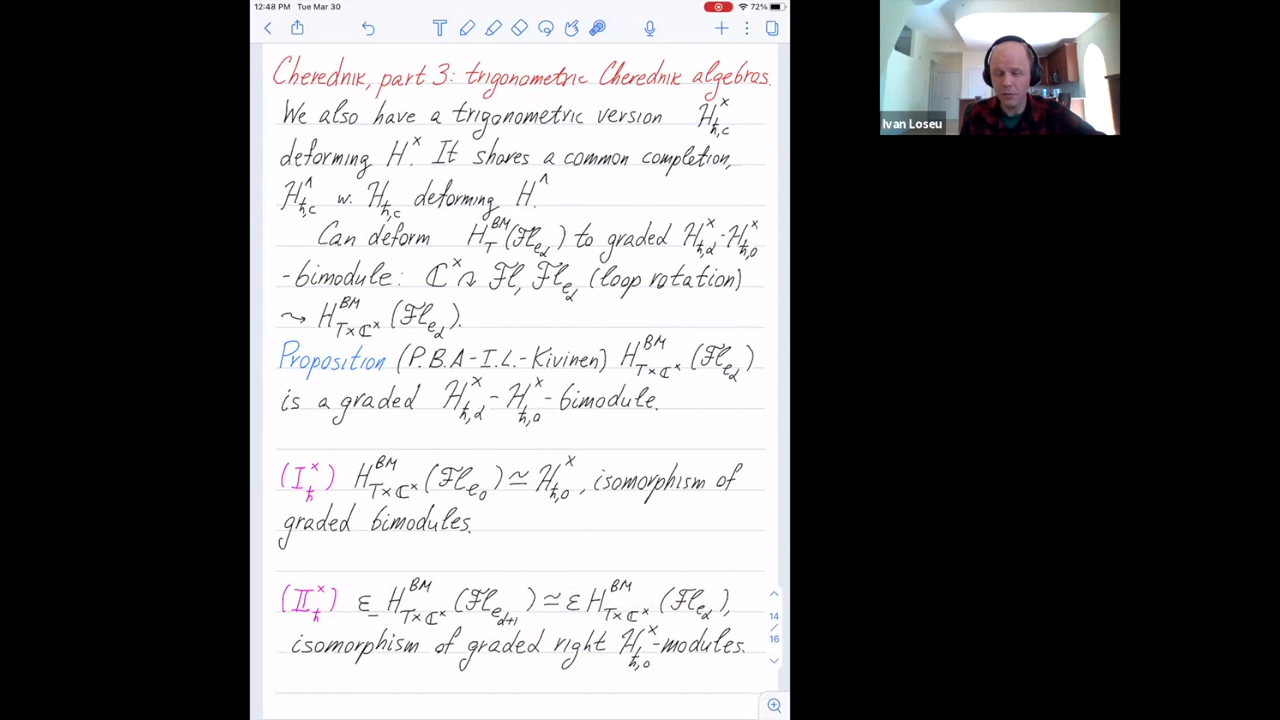 12:48 PM Tue Mar 30
72%
Cherednik, part 3: trigonometric Cherednik algebras.
We also have a trigonometric version H^×_{ħ,c}
deforming H^×. It shares a common completion,
H^∧_{ħ,c} w. H_{ħ,c} deforming H^∧.
Can deform H^{BM}_T(Fl_{e_d}) to graded H^×_{ħ,d}-H^×_{ħ,0}
-bimodule: ℂ^× ↷ Fl, Fl_{e_d} (loop rotation)
⇝ H^{BM}_{T×ℂ^×}(Fl_{e_d}).
Proposition (P.B.A-I.L.-Kivinen) H^{BM}_{T×ℂ^×}(Fl_{e_d})
is a graded H^×_{ħ,d}-H^×_{ħ,0}-bimodule.
(I^×_ħ) H^{BM}_{T×ℂ^×}(Fl_{e_0}) ≃ H^×_{ħ,0}, isomorphism of
graded bimodules.
(II^×_ħ) ε_- H^{BM}_{T×ℂ^×}(Fl_{e_{d+1}}) ≃ ε H^{BM}_{T×ℂ^×}(Fl_{e_d}),
isomorphism of graded right H^×_{ħ,0}-modules.
14
/
16
Ivan Loseu